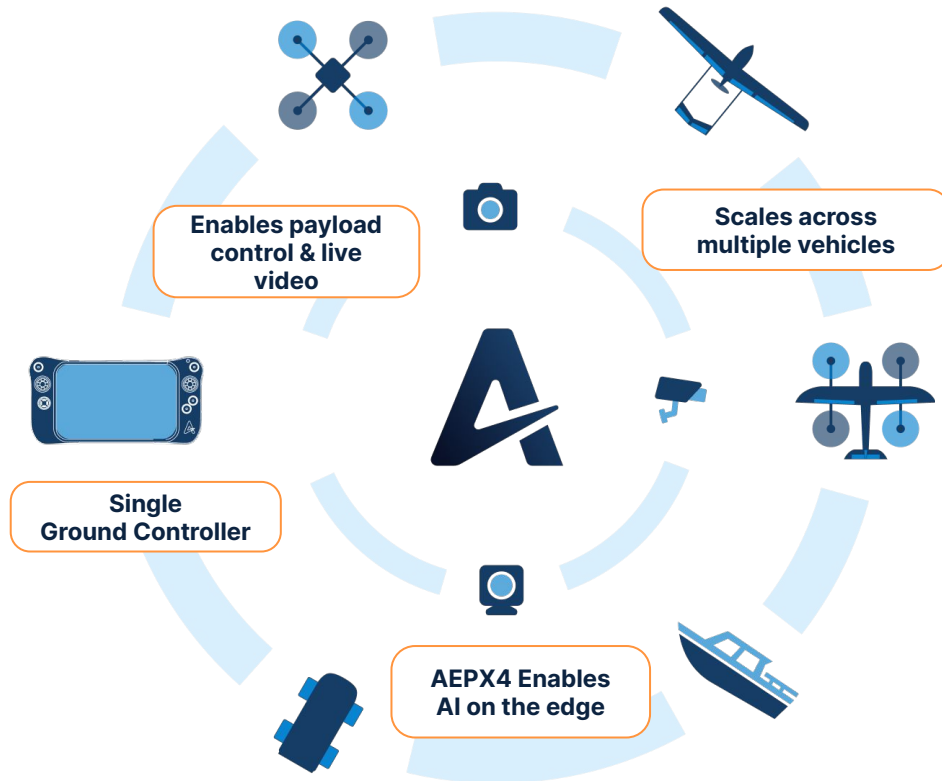 Enables payload
control & live
video
Scales across
multiple vehicles
Single
Ground Controller
AEPX4 Enables
AI on the edge